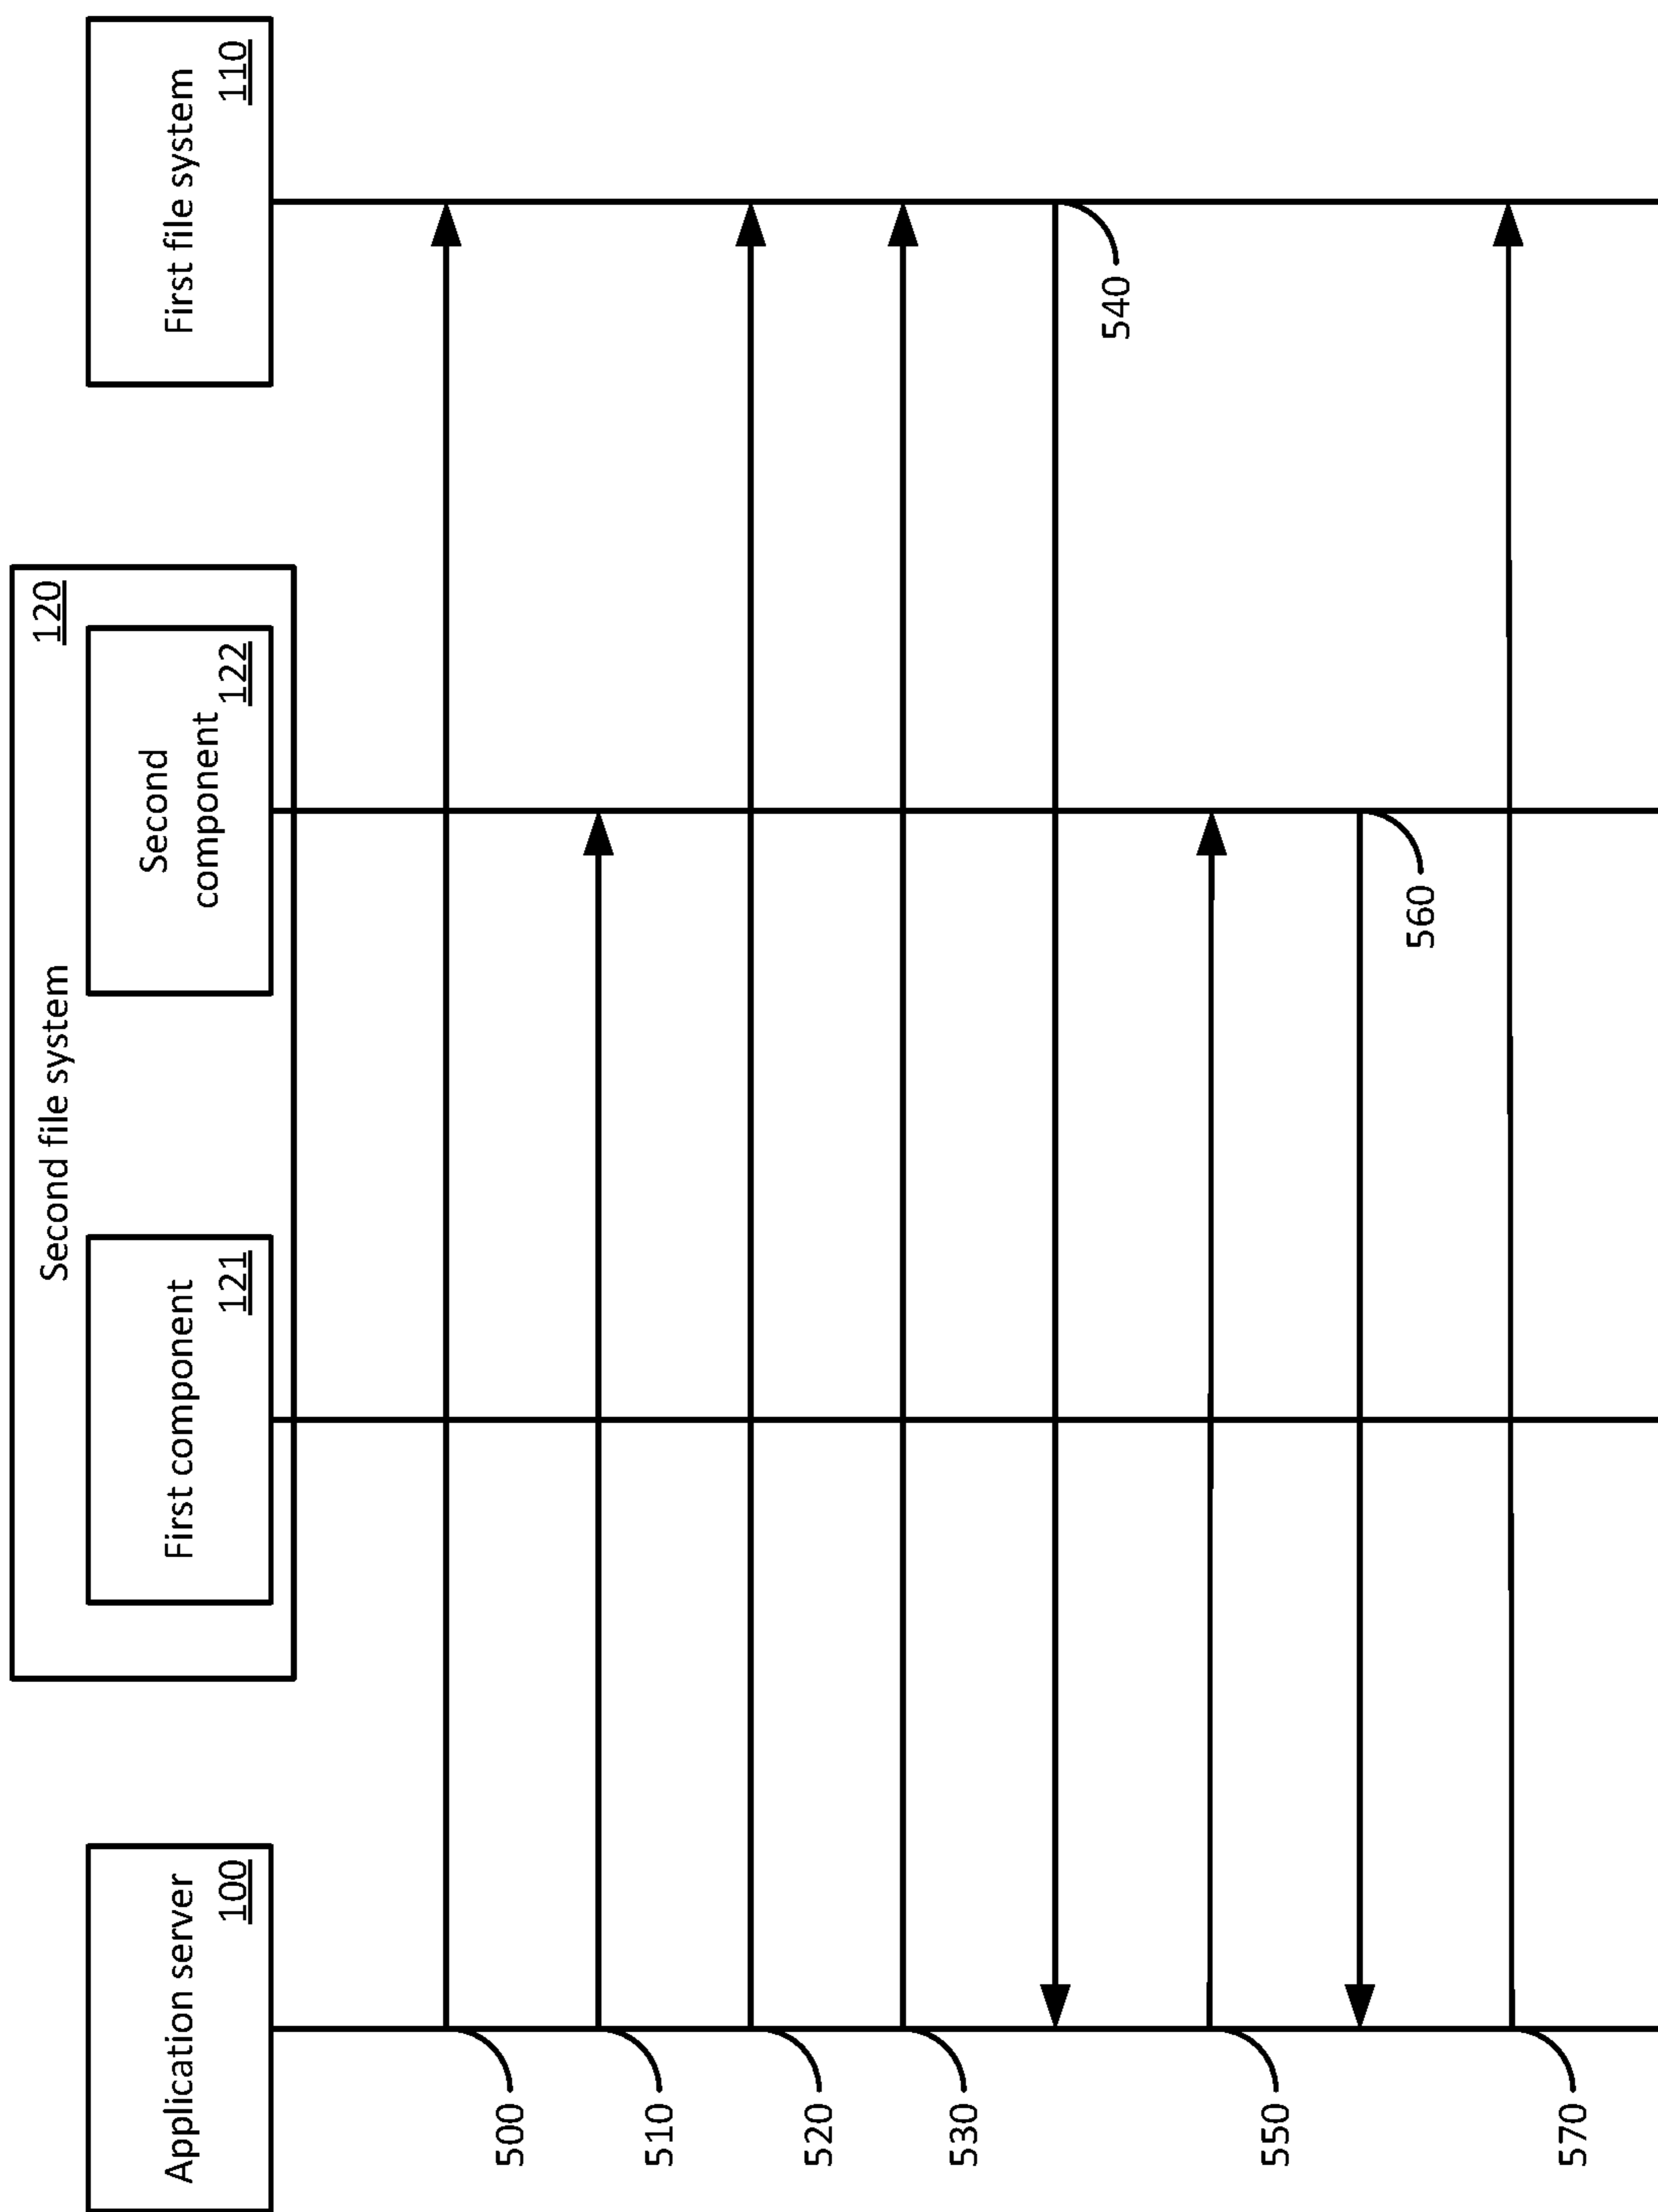 Application server
100
Second file system
120
First component
121
Second
component
122
First file system
110
500
510
520
530
540
550
560
570